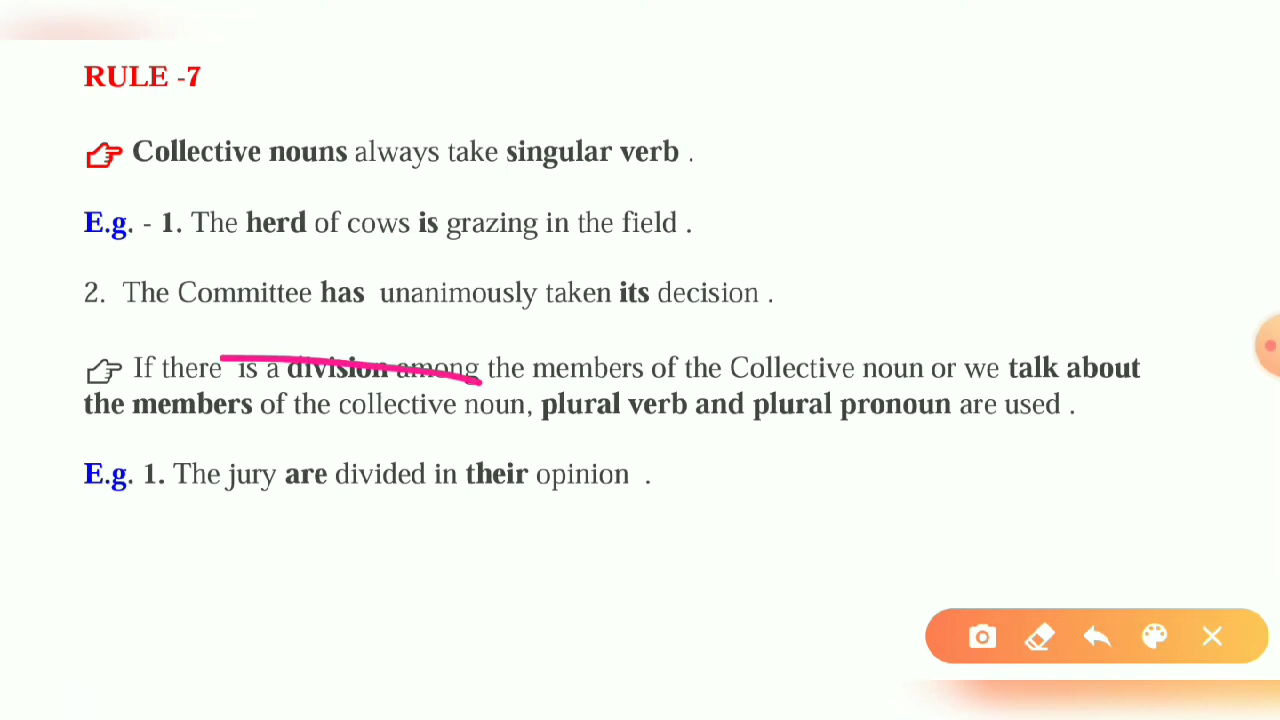 RULE -7
Collective nouns always take singular verb .
E.g. - 1. The herd of cows is grazing in the field .
2. The Committee has unanimously taken its decision .
If there is a division among the members of the Collective noun or we talk about
the members of the collective noun, plural verb and plural pronoun are used .
E.g. 1. The jury are divided in their opinion .